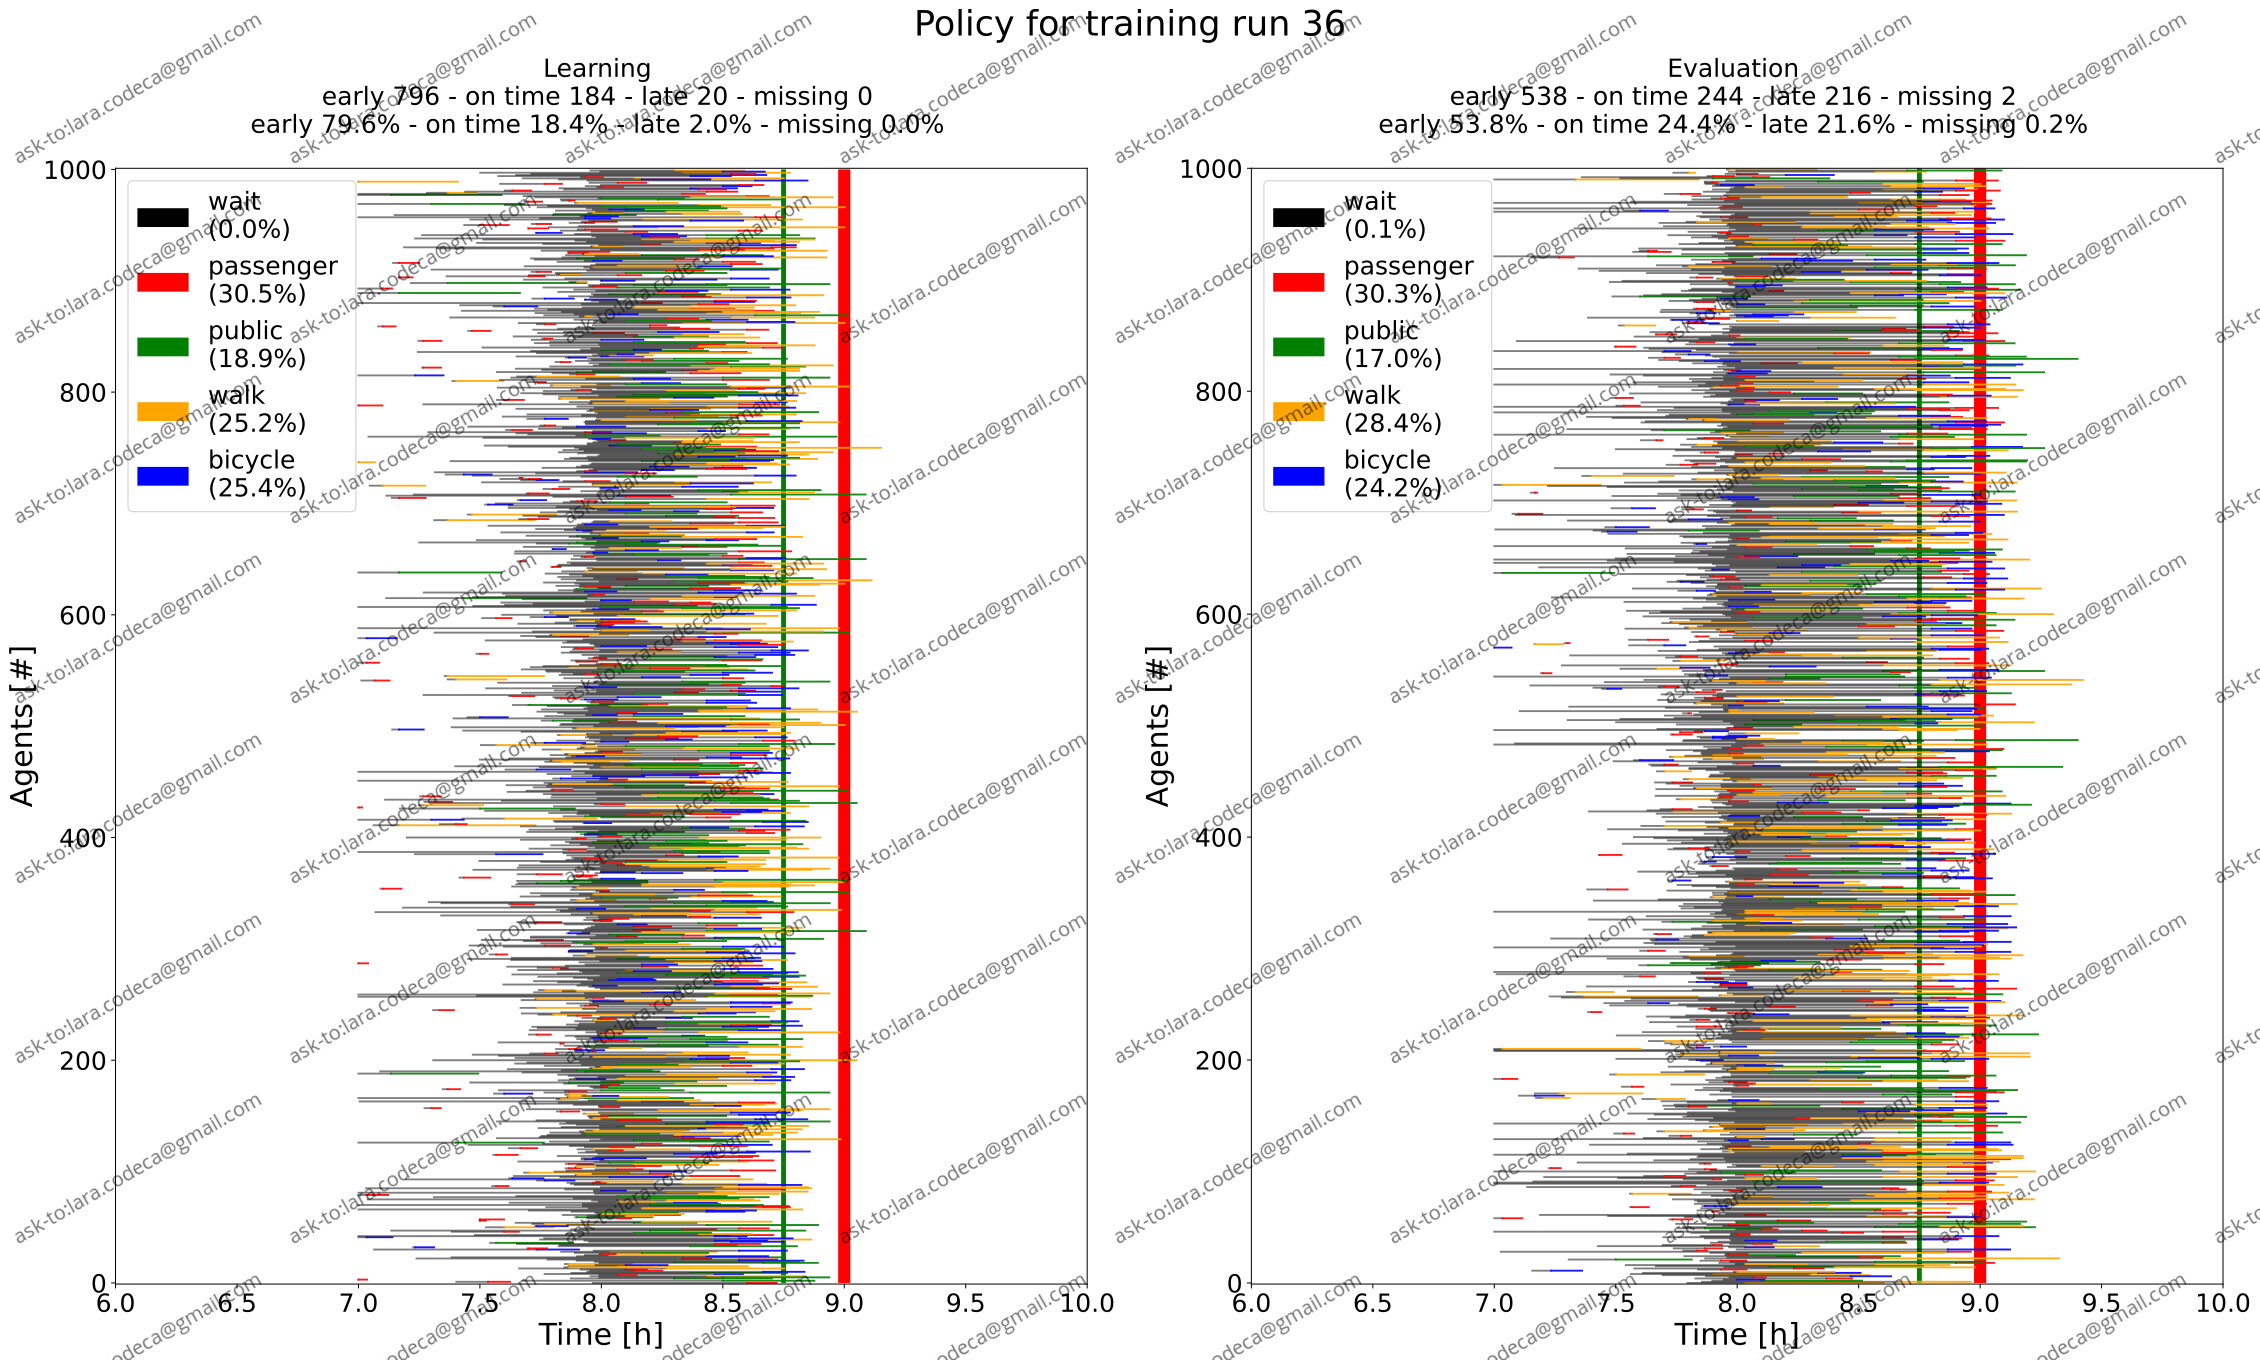 Policy for training run 36
Learning
early 796 - on time 184 - late 20 - missing 0
early 79.6% - on time 18.4% - late 2.0% - missing 0.0%
1000
800
600
400
200
0
Agents [#]
wait
(0.0%)
passenger
(30.5%)
public
(18.9%)
walk
(25.2%)
bicycle
(25.4%)
6.0 6.5 7.0 7.5 8.0 8.5 9.0 9.5 10.0
Time [h]
Evaluation
early 538 - on time 244 - late 216 - missing 2
early 53.8% - on time 24.4% - late 21.6% - missing 0.2%
1000
800
600
400
200
0
Agents [#]
wait
(0.1%)
passenger
(30.3%)
public
(17.0%)
walk
(28.4%)
bicycle
(24.2%)
6.0 6.5 7.0 7.5 8.0 8.5 9.0 9.5 10.0
Time [h]
ask-to:lara.codeca@gmail.com